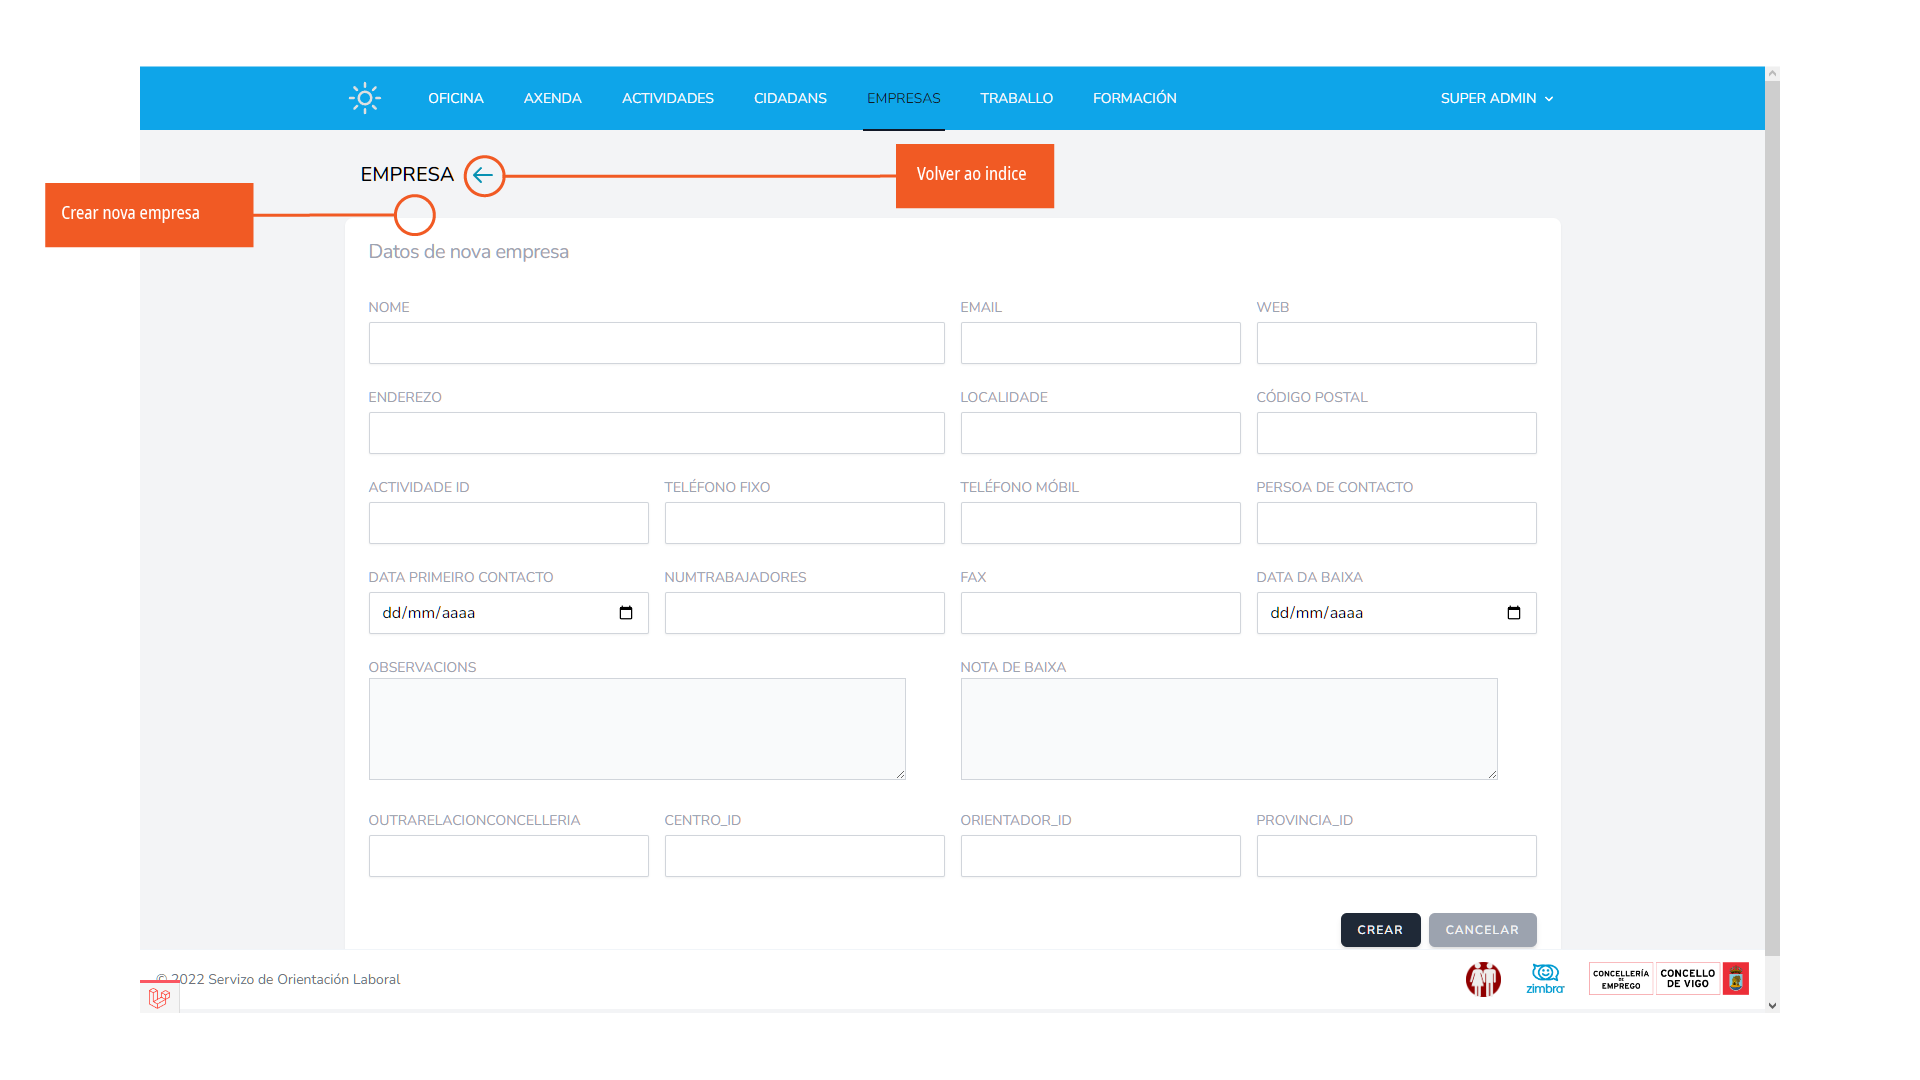 OFICINA AXENDA ACTIVIDADES CIDADANS EMPRESAS TRABALLO FORMACIÓN SUPER ADMIN
EMPRESA
Volver ao indice
Crear nova empresa
Datos de nova empresa
NOME EMAIL WEB
ENDEREZO LOCALIDADE CÓDIGO POSTAL
ACTIVIDADE ID TELÉFONO FIXO TELÉFONO MÓBIL PERSOA DE CONTACTO
DATA PRIMEIRO CONTACTO NUMTRABAJADORES FAX DATA DA BAIXA
dd/mm/aaaa dd/mm/aaaa
OBSERVACIONS NOTA DE BAIXA
OUTRARELACIONCONCELLERIA CENTRO_ID ORIENTADOR_ID PROVINCIA_ID
CREAR CANCELAR
© 2022 Servizo de Orientación Laboral
zimbra
CONCELLERÍA
DE
EMPREGO
CONCELLO
DE VIGO